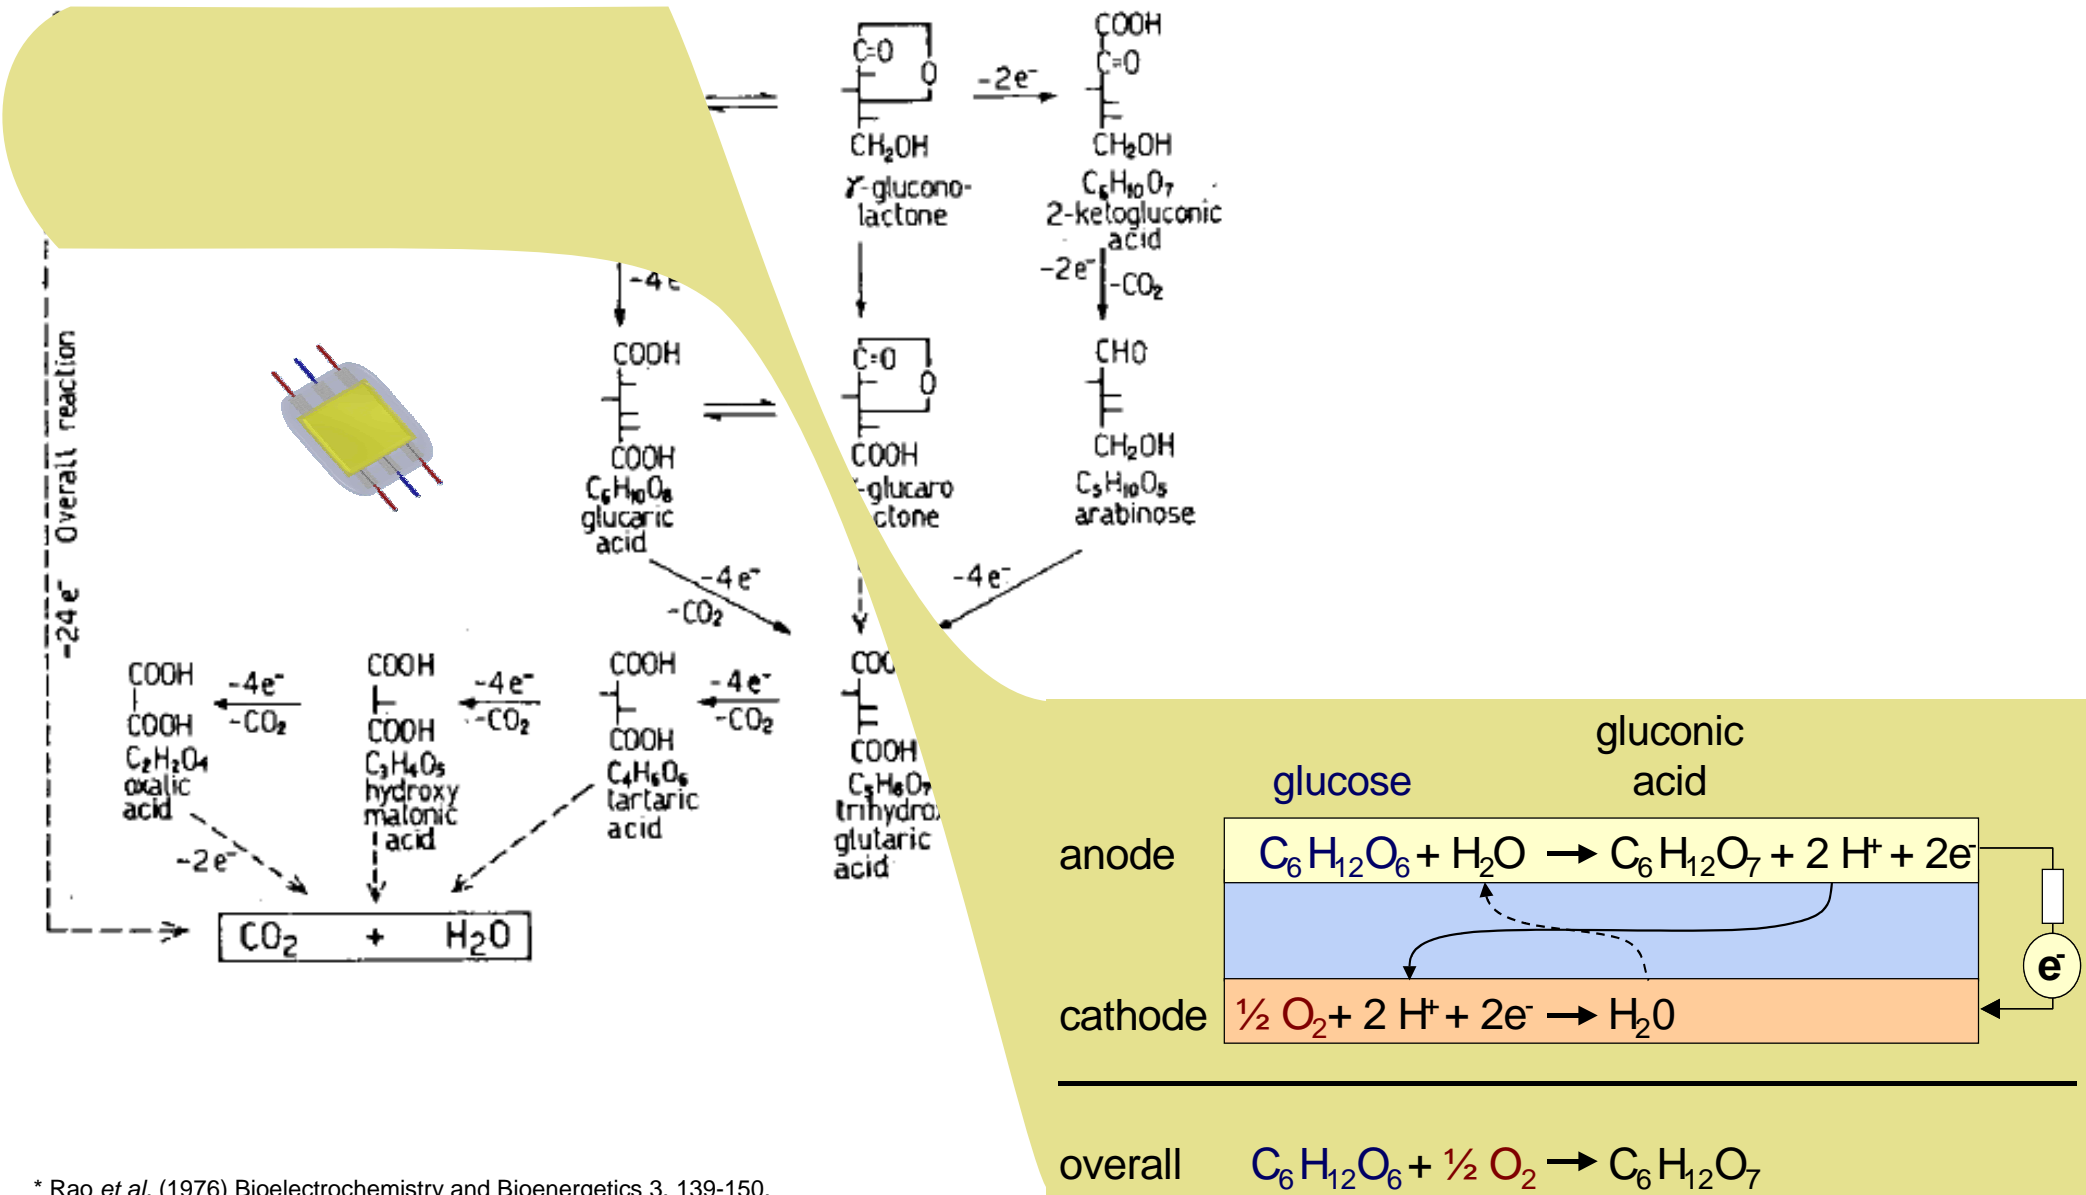 C=O
O
CH₂OH
γ-glucono-
lactone
-2e⁻
COOH
C=O
CH₂OH
C₆H₁₀O₇
2-ketogluconic
acid
-4e
-2e⁻
-CO₂
Overall reaction
-24e⁻
COOH
COOH
C₆H₁₀O₈
glucaric
acid
C=O
O
COOH
-glucaro
ctone
CHO
CH₂OH
C₅H₁₀O₅
arabinose
-4e⁻
-CO₂
-4e⁻
COOH
COOH
C₂H₂O₄
oxalic
acid
-4e⁻
-CO₂
COOH
COOH
C₃H₄O₅
hydroxy
malonic
acid
-4e⁻
-CO₂
COOH
COOH
C₄H₆O₆
tartaric
acid
-4e⁻
-CO₂
COO
COOH
C₅H₈O₇
trihydro
glutaric
acid
-2e⁻
CO₂ + H₂O
gluconic
glucose acid
anode C₆H₁₂O₆ + H₂O → C₆H₁₂O₇ + 2 H⁺ + 2e⁻
e⁻
cathode ½ O₂ + 2 H⁺ + 2e⁻ → H₂0
overall C₆H₁₂O₆ + ½ O₂ → C₆H₁₂O₇
* Rao et al. (1976) Bioelectrochemistry and Bioenergetics 3, 139-150.